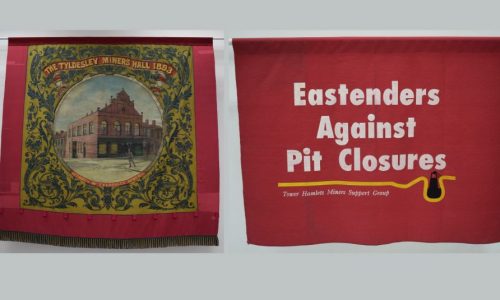 THE TYLDESLEY MINERS HALL 1893
Eastenders
Against
Pit Closures
Tower Hamlets Miners Support Group